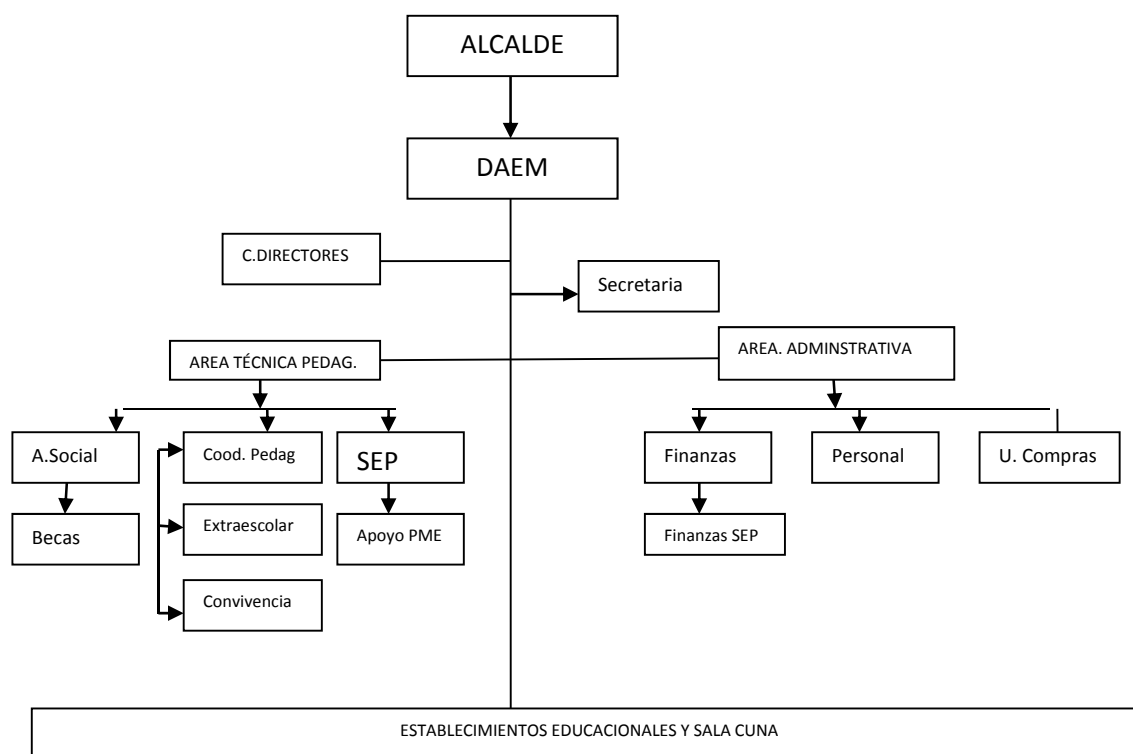 ALCALDE
DAEM
C.DIRECTORES
Secretaria
AREA TÉCNICA PEDAG.
AREA. ADMINSTRATIVA
A.Social
Cood. Pedag
SEP
Finanzas
Personal
U. Compras
Becas
Extraescolar
Apoyo PME
Finanzas SEP
Convivencia
ESTABLECIMIENTOS EDUCACIONALES Y SALA CUNA